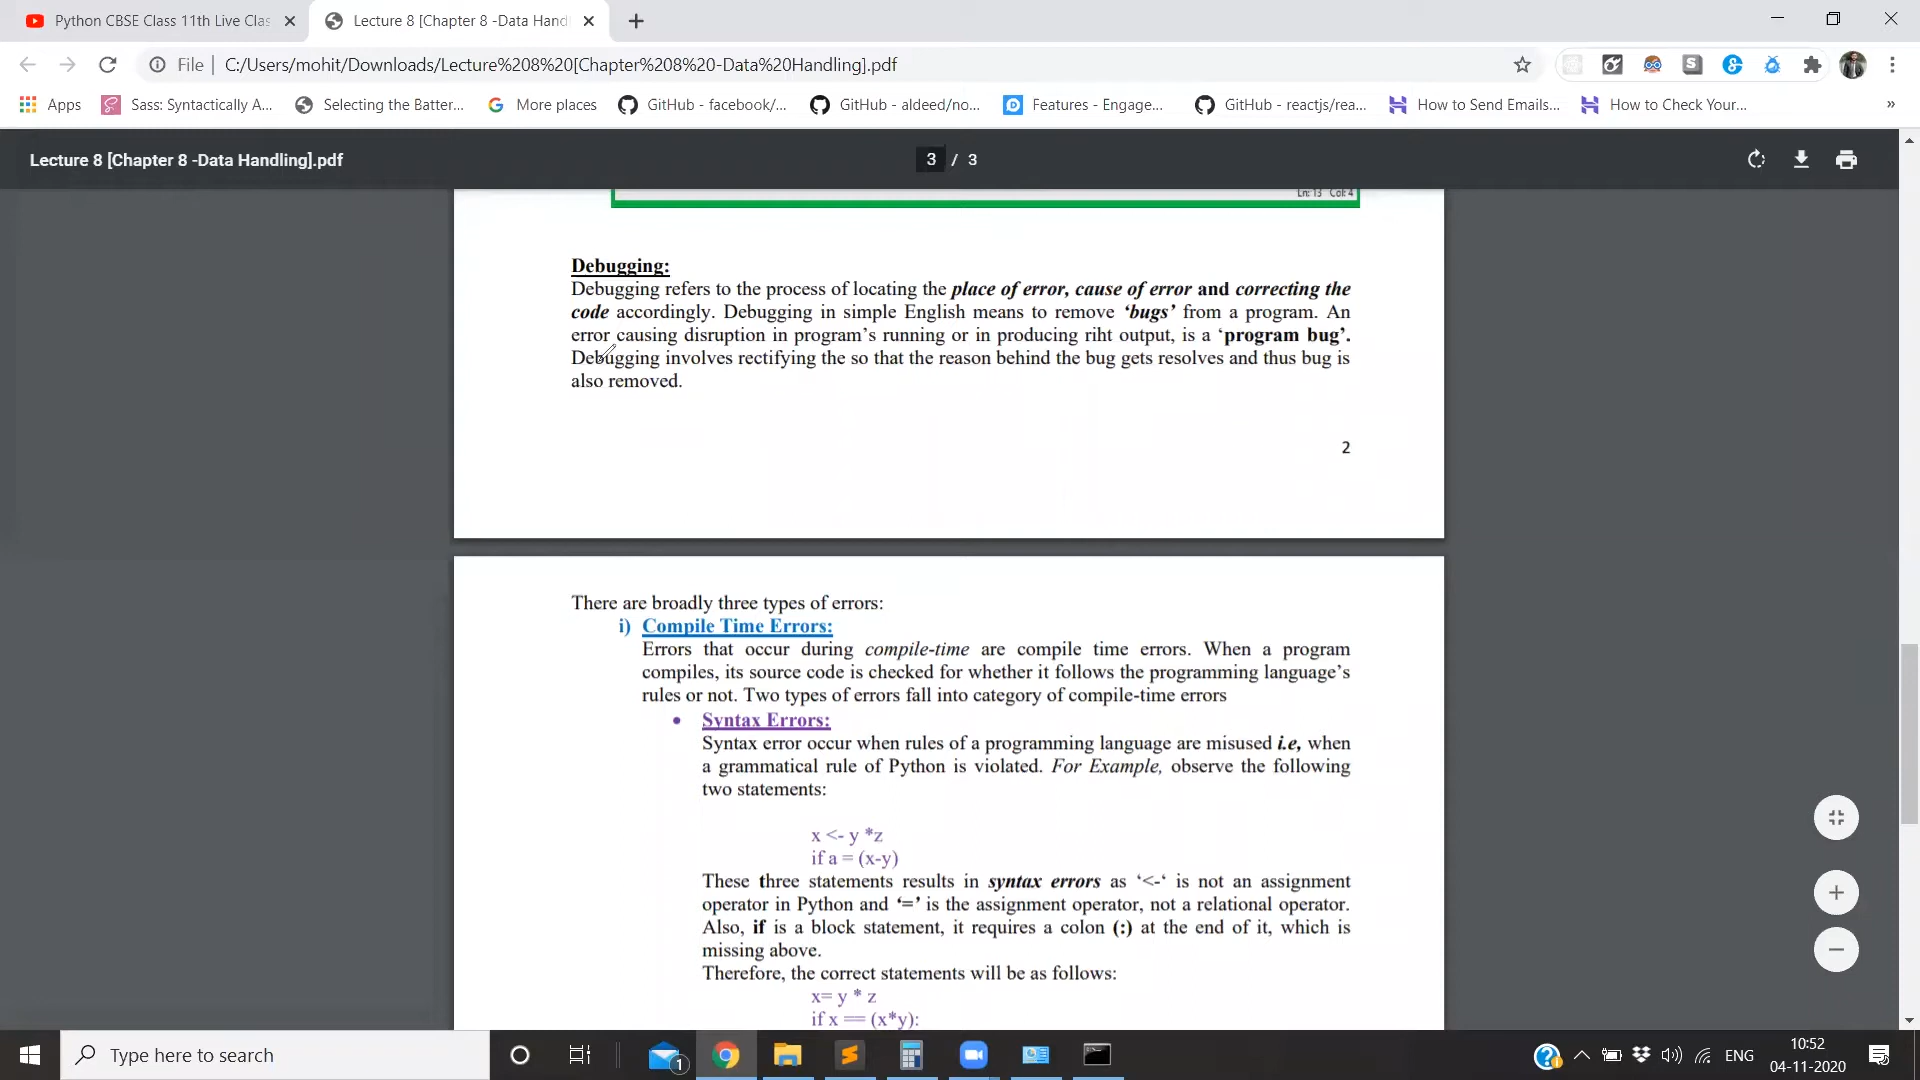 Python CBSE Class 11th Live Clas
Lecture 8 [Chapter 8 -Data Hand
File | C:/Users/mohit/Downloads/Lecture%208%20[Chapter%208%20-Data%20Handling].pdf
Apps Sass: Syntactically A... Selecting the Batter... More places GitHub - facebook/... GitHub - aldeed/no... Features - Engage... GitHub - reactjs/rea... How to Send Emails... How to Check Your... »
Lecture 8 [Chapter 8 -Data Handling].pdf 3 / 3
Ln: 13 Col: 4
Debugging:
Debugging refers to the process of locating the place of error, cause of error and correcting the
code accordingly. Debugging in simple English means to remove ‘bugs’ from a program. An
error causing disruption in program’s running or in producing riht output, is a ‘program bug’.
Debugging involves rectifying the so that the reason behind the bug gets resolves and thus bug is
also removed.
2
There are broadly three types of errors:
i) Compile Time Errors:
Errors that occur during compile-time are compile time errors. When a program
compiles, its source code is checked for whether it follows the programming language’s
rules or not. Two types of errors fall into category of compile-time errors
• Syntax Errors:
Syntax error occur when rules of a programming language are misused i.e, when
a grammatical rule of Python is violated. For Example, observe the following
two statements:
x <- y *z
if a = (x-y)
These three statements results in syntax errors as ‘<-‘ is not an assignment
operator in Python and ‘=’ is the assignment operator, not a relational operator.
Also, if is a block statement, it requires a colon (:) at the end of it, which is
missing above.
Therefore, the correct statements will be as follows:
x= y * z
if x == (x*y):
Type here to search
1
ENG
10:52
04-11-2020